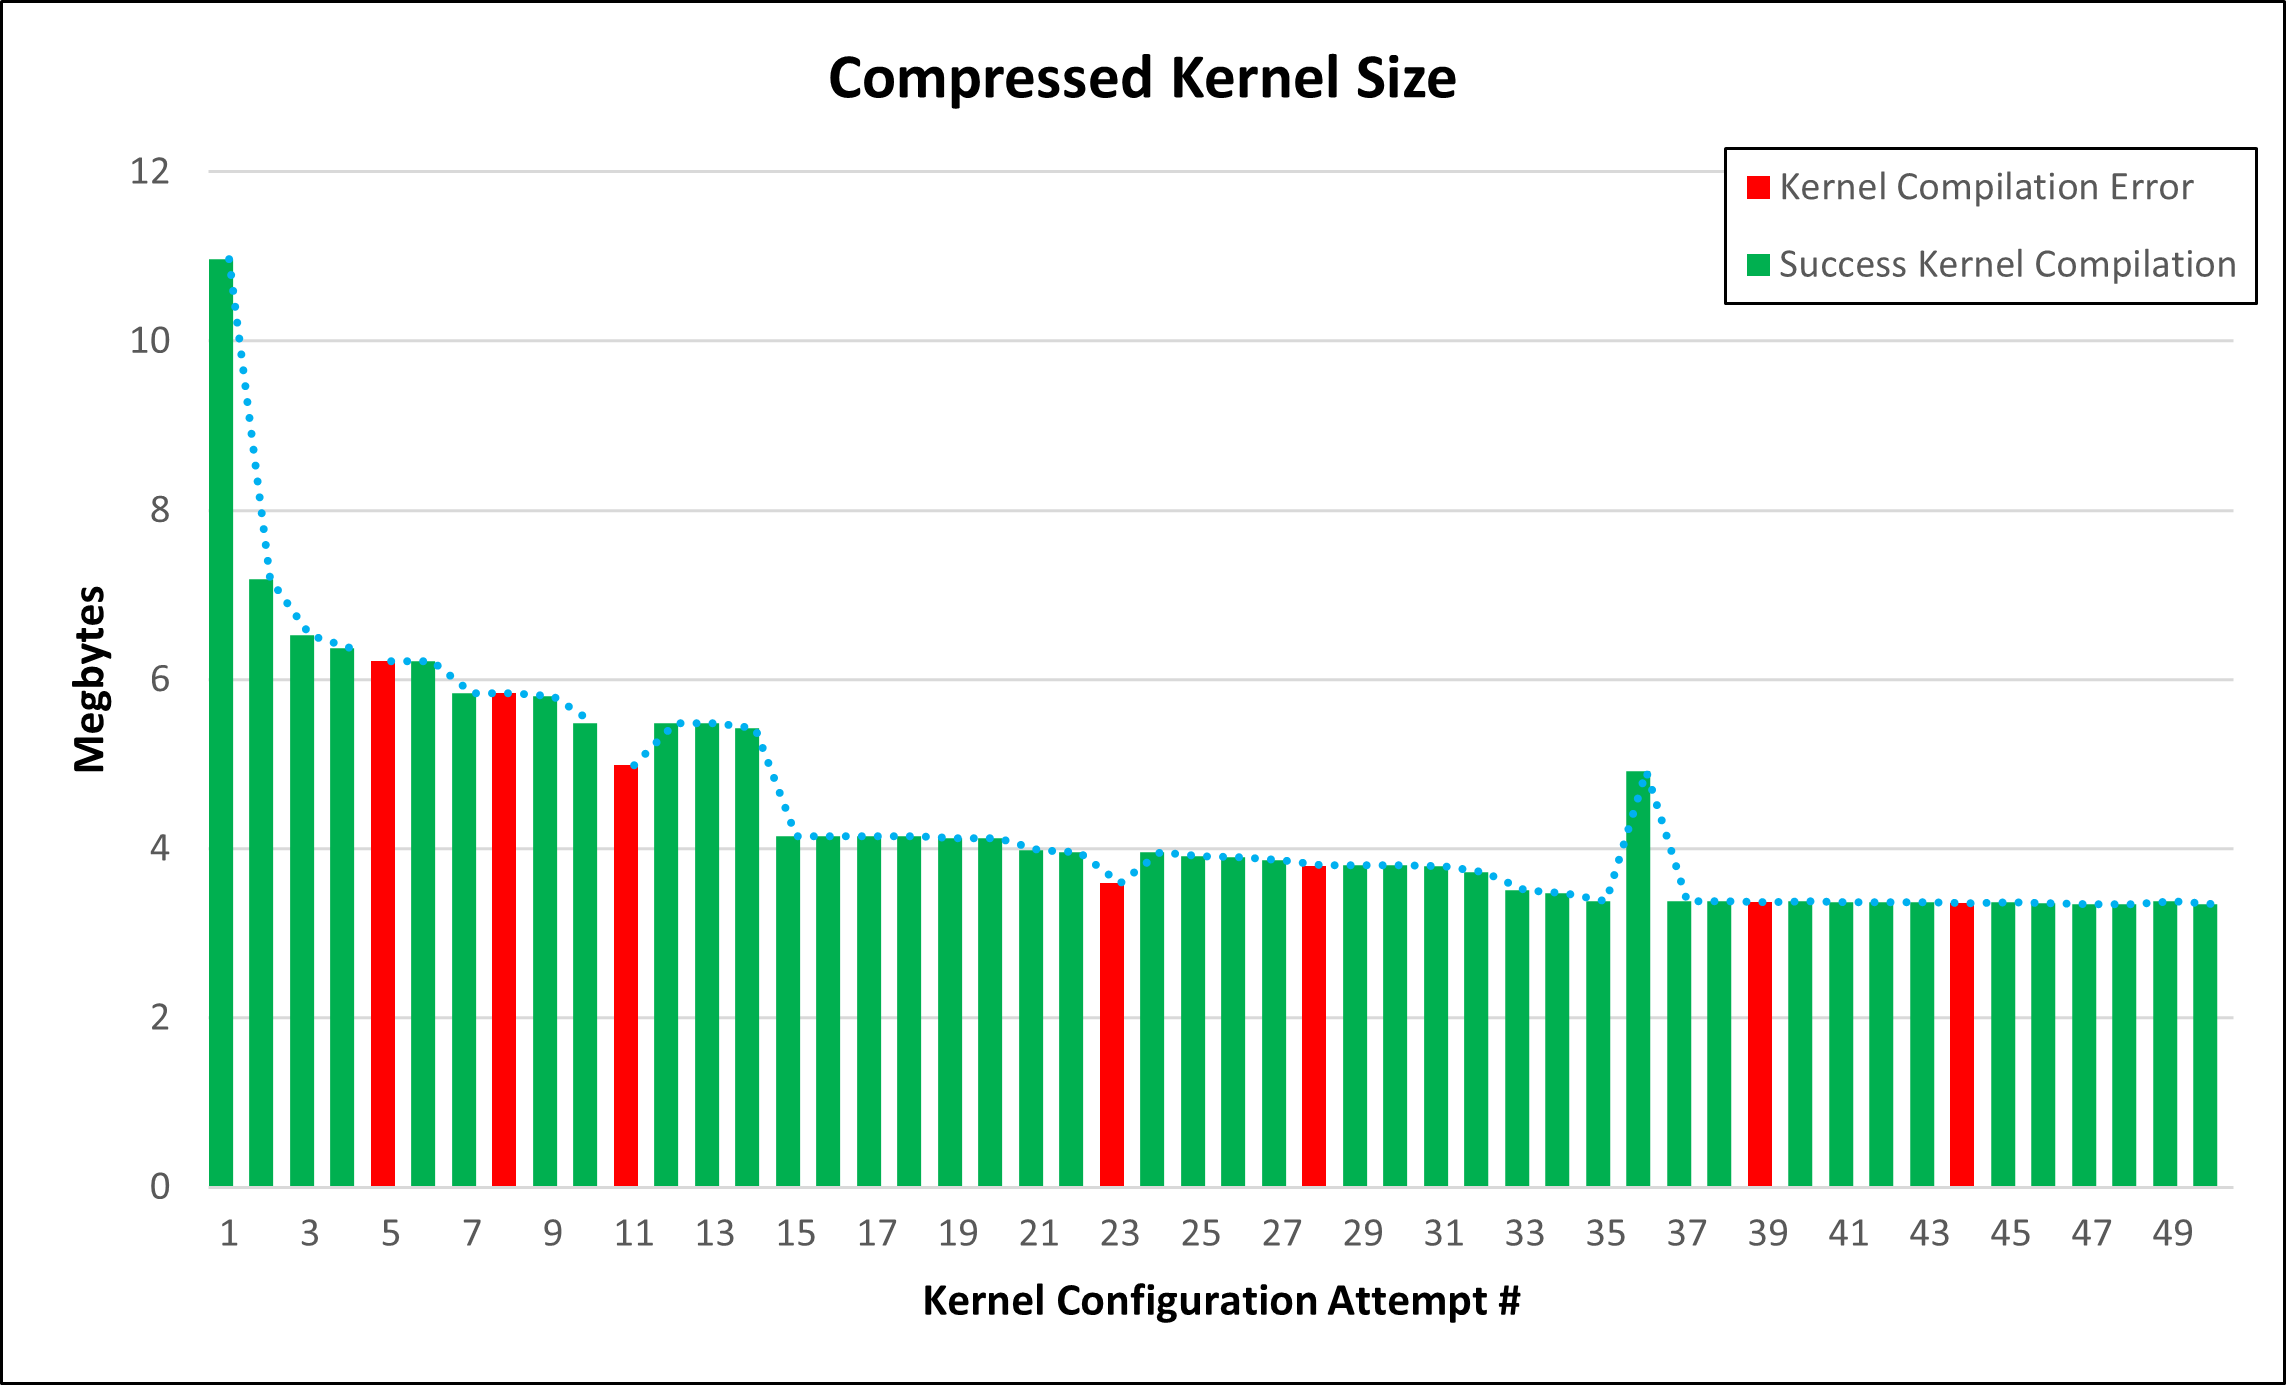 Compressed Kernel Size
12
10
8
6
4
2
0
Megbytes
Kernel Compilation Error
Success Kernel Compilation
1 3 5 7 9 11 13 15 17 19 21 23 25 27 29 31 33 35 37 39 41 43 45 47 49
Kernel Configuration Attempt #